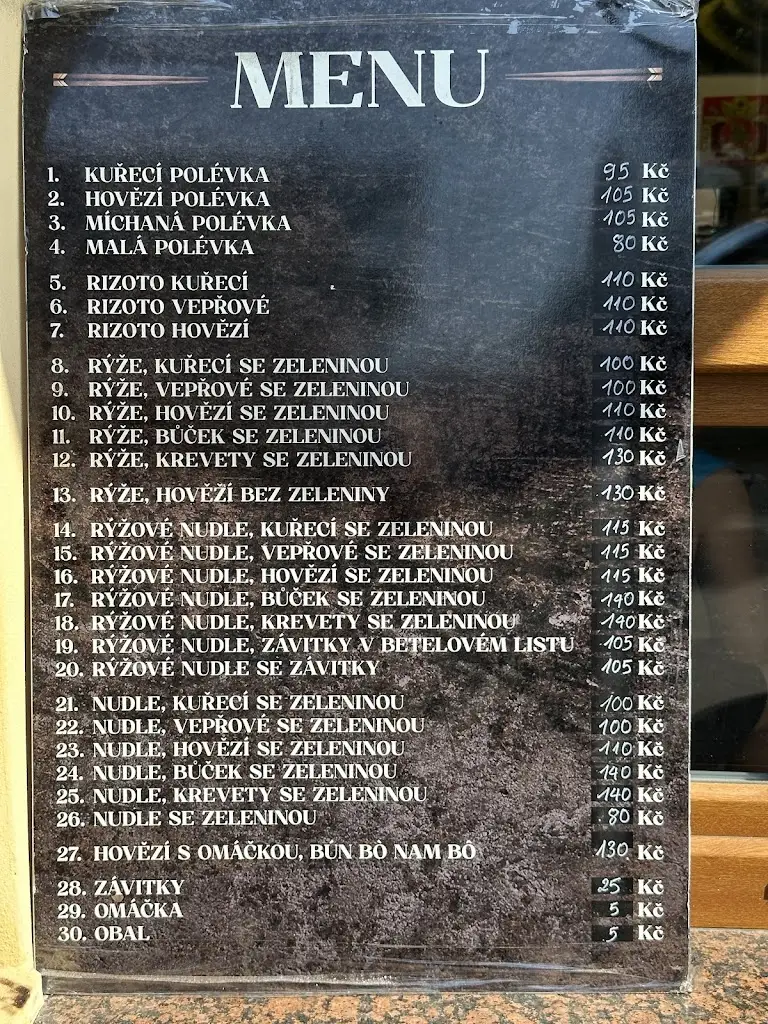 MENU
1. KUŘECÍ POLÉVKA 95 Kč
2. HOVĚZÍ POLÉVKA 105 Kč
3. MÍCHANÁ POLÉVKA 105 Kč
4. MALÁ POLÉVKA 80 Kč
5. RIZOTO KUŘECÍ 110 Kč
6. RIZOTO VEPŘOVÉ 110 Kč
7. RIZOTO HOVĚZÍ 110 Kč
8. RÝŽE, KUŘECÍ SE ZELENINOU 100 Kč
9. RÝŽE, VEPŘOVÉ SE ZELENINOU 100 Kč
10. RÝŽE, HOVĚZÍ SE ZELENINOU 110 Kč
11. RÝŽE, BŮČEK SE ZELENINOU 110 Kč
12. RÝŽE, KREVETY SE ZELENINOU 130 Kč
13. RÝŽE, HOVĚŽÍ BEZ ZELENINY 130 Kč
14. RÝŽOVÉ NUDLE, KUŘECÍ SE ZELENINOU 115 Kč
15. RÝŽOVÉ NUDLE, VEPŘOVÉ SE ZELENINOU 115 Kč
16. RÝŽOVÉ NUDLE, HOVĚZÍ SE ZELENINOU 115 Kč
17. RÝŽOVÉ NUDLE, BŮČEK SE ZELENINOU 140 Kč
18. RÝŽOVÉ NUDLE, KREVETY SE ZELENINOU 140 Kč
19. RÝŽOVÉ NUDLE, ZÁVITKY V BETELOVÉM LISTU 105 Kč
20. RÝŽOVÉ NUDLE SE ZÁVITKY 105 Kč
21. NUDLE, KUŘECÍ SE ZELENINOU 100 Kč
22. NUDLE, VEPŘOVÉ SE ZELENINOU 100 Kč
23. NUDLE, HOVĚZÍ SE ZELENINOU 110 Kč
24. NUDLE, BŮČEK SE ZELENINOU 140 Kč
25. NUDLE, KREVETY SE ZELENINOU 140 Kč
26. NUDLE SE ZELENINOU 80 Kč
27. HOVĚZÍ S OMÁČKOU, BŮN BÒ NAM BÔ 130 Kč
28. ZÁVITKY 25 Kč
29. OMÁČKA 5 Kč
30. OBAL 5 Kč